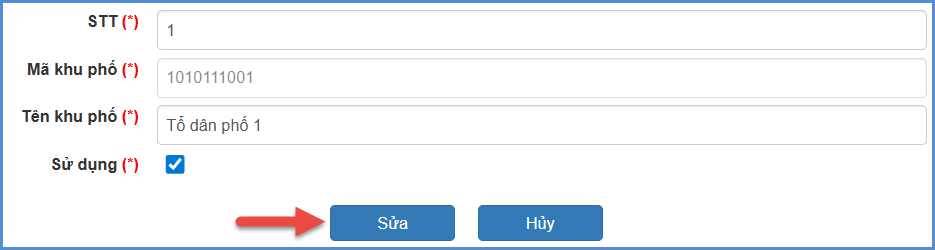 STT (*) 1
Mã khu phố (*) 1010111001
Tên khu phố (*) Tổ dân phố 1
Sử dụng (*)
Sửa Hủy